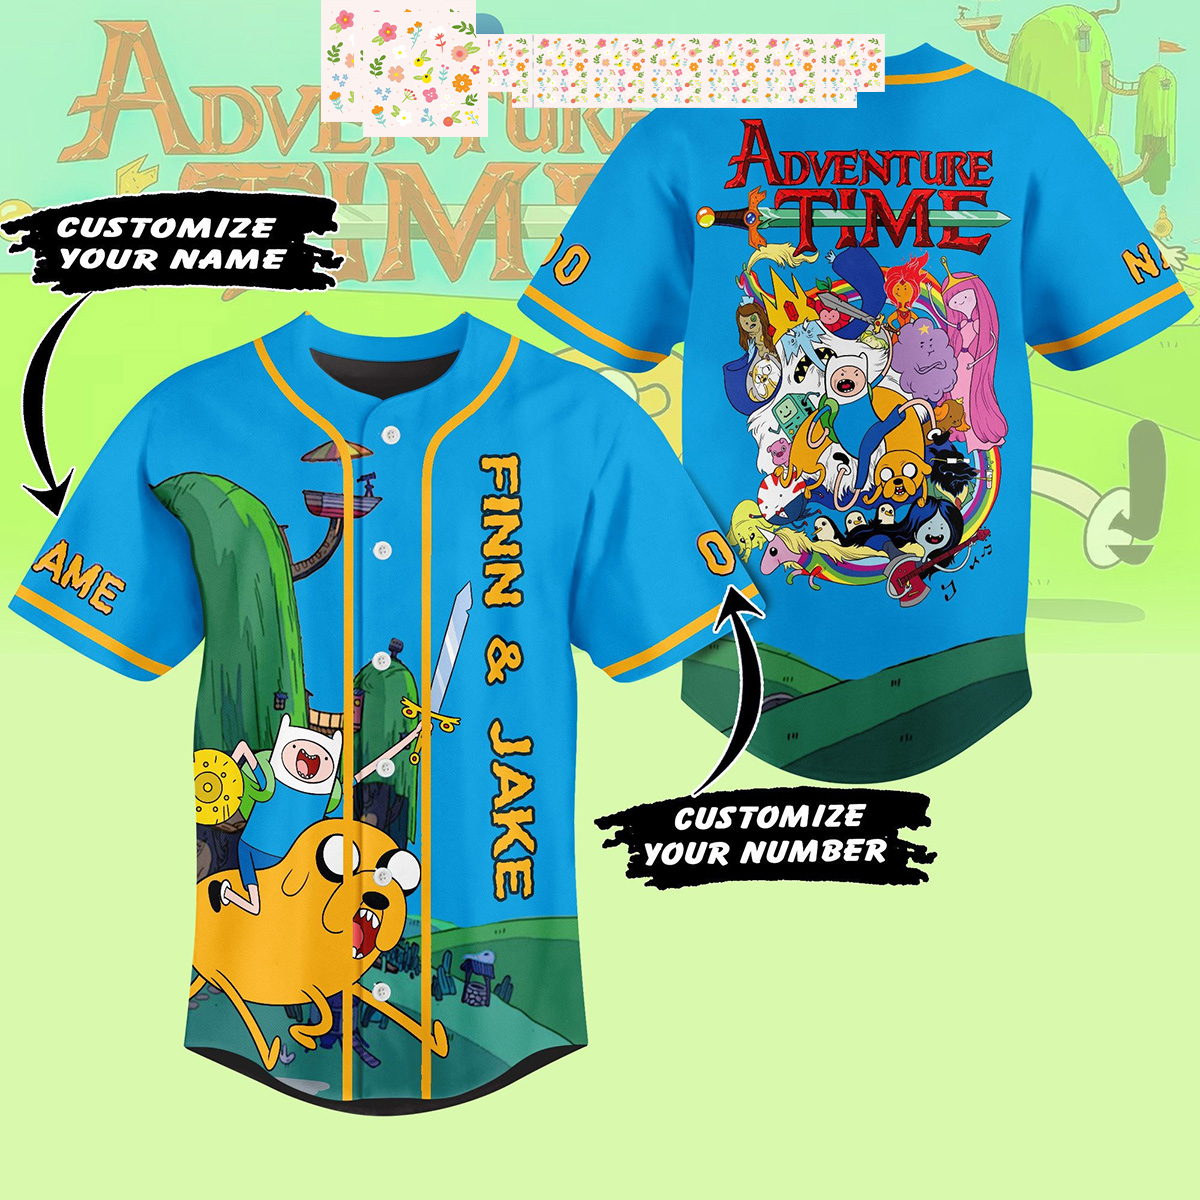 ADVENTURE
TIME
ADVENTURE
TIME
CUSTOMIZE
YOUR NAME
00
NA
AME
FINN & JAKE
0
CUSTOMIZE
YOUR NUMBER